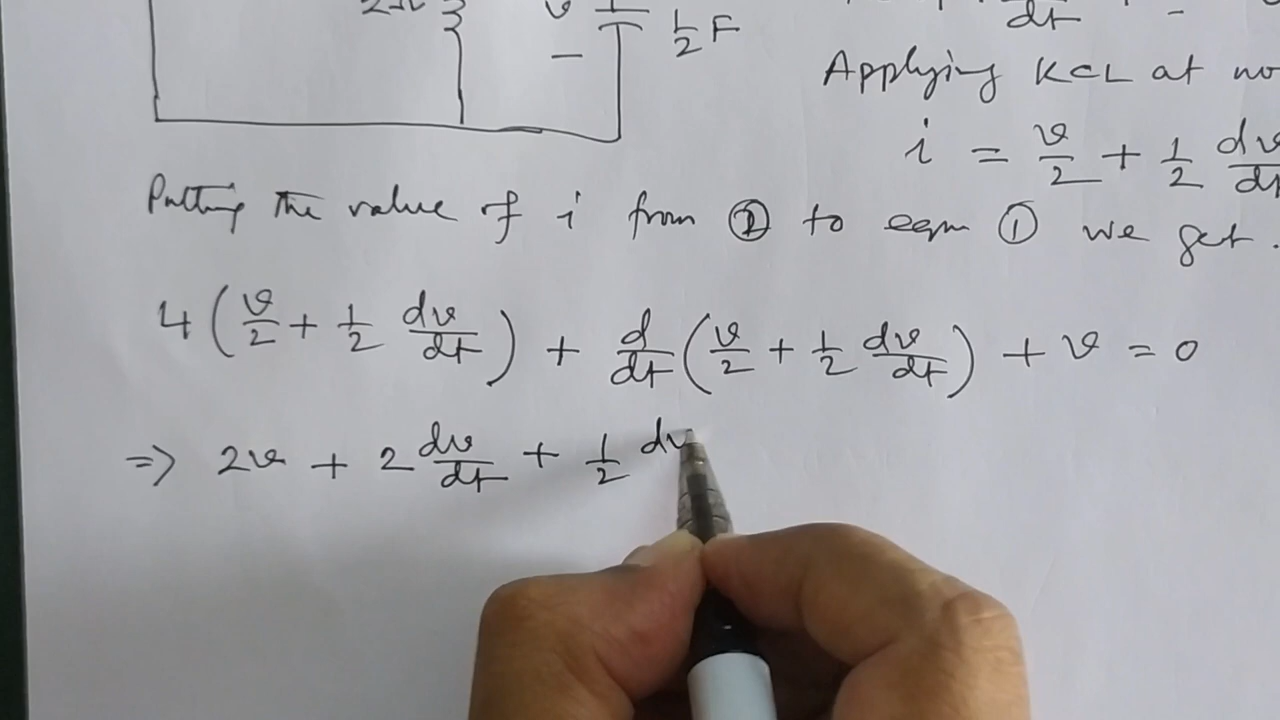 2Ω
v
1/2 F
−
dt
Applying KCL at
i = v/2 + 1/2 dv/dt
Putting the value of i from ② to eqn ① we get.
4 (v/2 + 1/2 dv/dt) + d/dt (v/2 + 1/2 dv/dt) + v = 0
=> 2v + 2 dv/dt + 1/2 dv